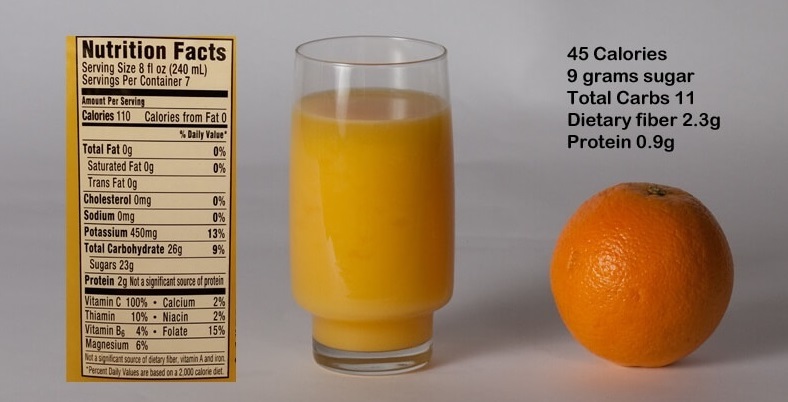 Nutrition Facts
Serving Size 8 fl oz (240 mL)
Servings Per Container 7
Amount Per Serving
Calories 110 Calories from Fat 0
% Daily Value*
Total Fat 0g 0%
Saturated Fat 0g 0%
Trans Fat 0g
Cholesterol 0mg 0%
Sodium 0mg 0%
Potassium 450mg 13%
Total Carbohydrate 26g 9%
Sugars 23g
Protein 2g Not a significant source of protein
Vitamin C 100% • Calcium 2%
Thiamin 10% • Niacin 2%
Vitamin B6 4% • Folate 15%
Magnesium 6%
Not a significant source of dietary fiber, vitamin A and iron.
*Percent Daily Values are based on a 2,000 calorie diet.
45 Calories
9 grams sugar
Total Carbs 11
Dietary fiber 2.3g
Protein 0.9g